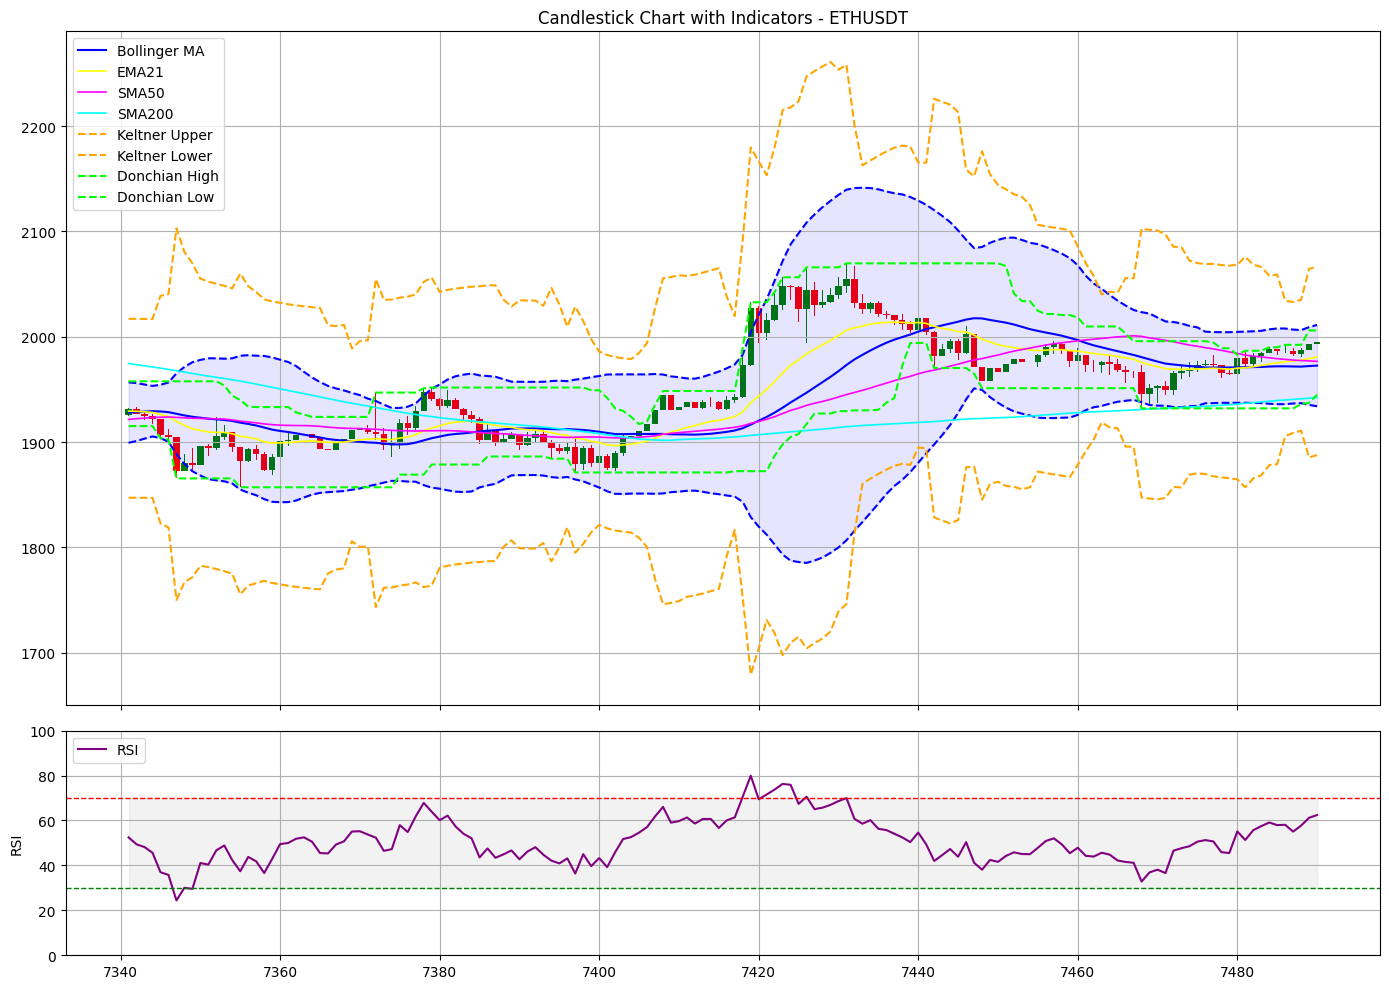 Candlestick Chart with Indicators - ETHUSDT
Bollinger MA
EMA21
SMA50
SMA200
Keltner Upper
Keltner Lower
Donchian High
Donchian Low
2200
2100
2000
1900
1800
1700
RSI
100
80
60
40
20
0
RSI
7340 7360 7380 7400 7420 7440 7460 7480